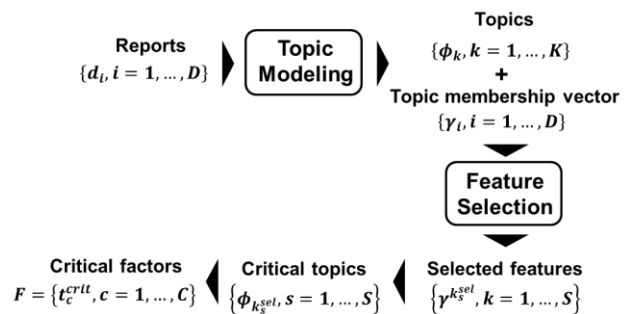 Reports
{d_i, i = 1, ..., D}
Topic
Modeling
Topics
{ϕ_k, k = 1, ..., K}
+
Topic membership vector
{γ_i, i = 1, ..., D}
Feature
Selection
Selected features
{γ^{k_s^{sel}}, k = 1, ..., S}
Critical topics
{ϕ_{k_s^{sel}}, s = 1, ..., S}
Critical factors
F = {t_c^{crit}, c = 1, ..., C}